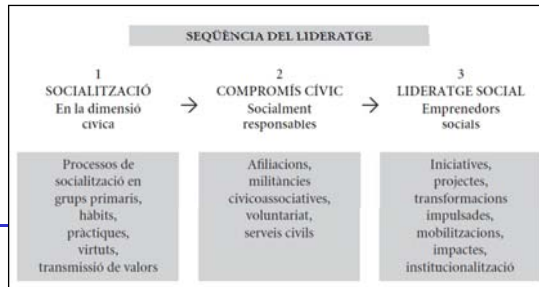 SEQÜÈNCIA DEL LIDERATGE
1
SOCIALITZACIÓ
En la dimensió
cívica
→
2
COMPROMÍS CÍVIC
Socialment
responsables
→
3
LIDERATGE SOCIAL
Emprenedors
socials
Processos de
socialització en
grups primaris,
hàbits,
pràctiques,
virtuts,
transmissió de valors
Afiliacions,
militàncies
civicoassociatives,
voluntariat,
serveis civils
Iniciatives,
projectes,
transformacions
impulsades,
mobilitzacions,
impactes,
institucionalització